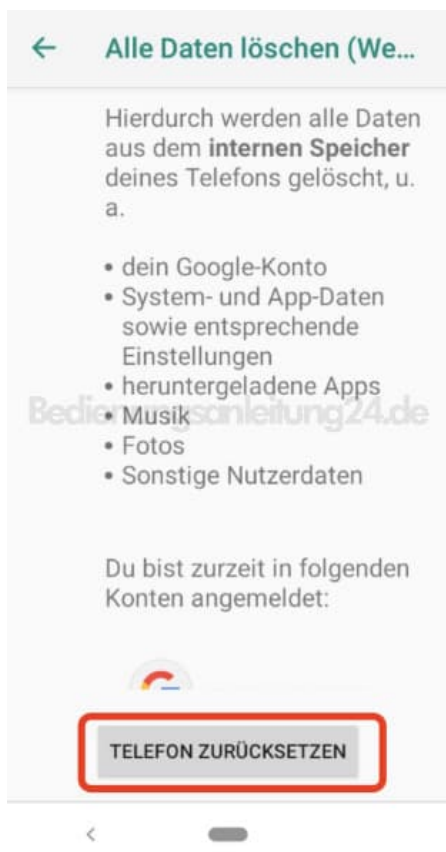 Alle Daten löschen (We...
Hierdurch werden alle Daten
aus dem internen Speicher
deines Telefons gelöscht, u.
a.
• dein Google-Konto
• System- und App-Daten
sowie entsprechende
Einstellungen
• heruntergeladene Apps
Bedienungsanleitung24.de
• Musik
• Fotos
• Sonstige Nutzerdaten
Du bist zurzeit in folgenden
Konten angemeldet:
TELEFON ZURÜCKSETZEN